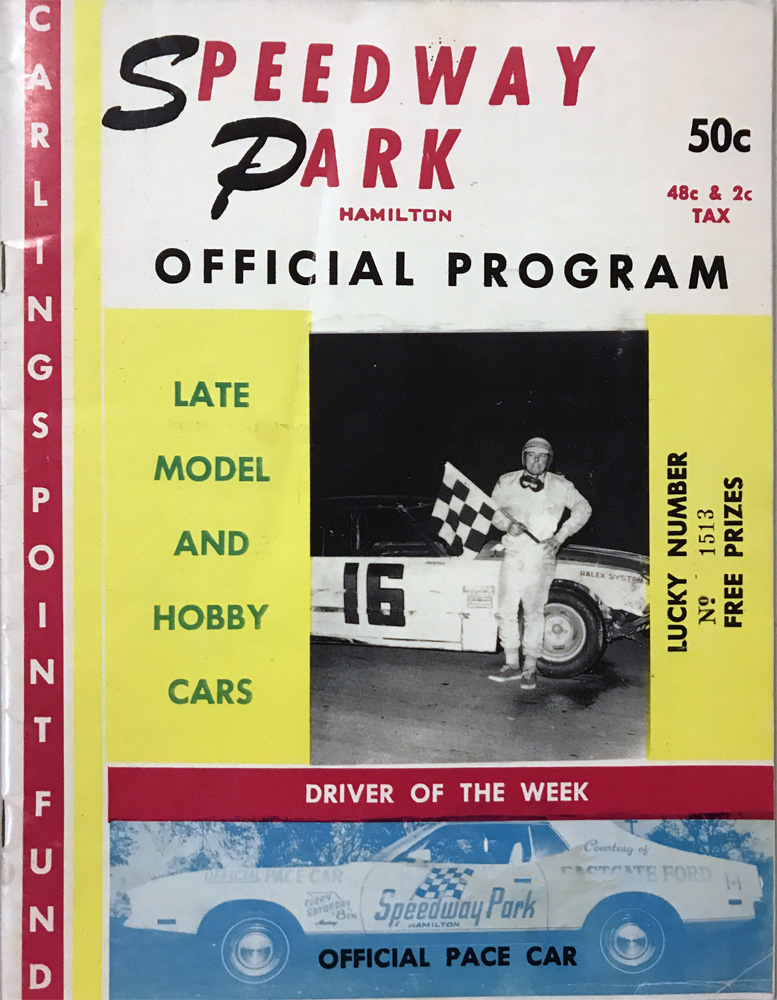 CARLINGS POINT FUND
SPEEDWAY
PARK
HAMILTON
50c
48c & 2c
TAX
OFFICIAL PROGRAM
LATE
MODEL
AND
HOBBY
CARS
16
HALEX SYSTEM
LUCKY NUMBER
Nº 1513
FREE PRIZES
DRIVER OF THE WEEK
OFFICIAL PACE CAR
Courtesy of
EASTGATE FORD
EVERY
SATURDAY
Speedway Park
HAMILTON
OFFICIAL PACE CAR